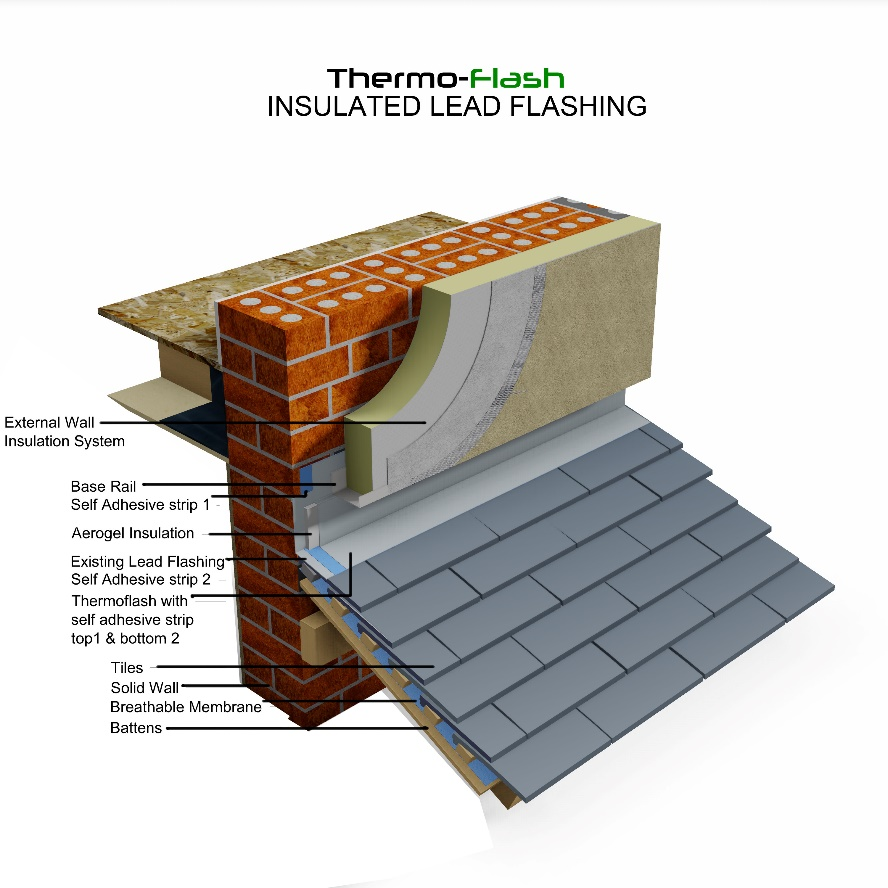 Thermo-Flash
INSULATED LEAD FLASHING
External Wall
Insulation System
Base Rail
Self Adhesive strip 1
Aerogel Insulation
Existing Lead Flashing
Self Adhesive strip 2
Thermoflash with
self adhesive strip
top1 & bottom 2
Tiles
Solid Wall
Breathable Membrane
Battens